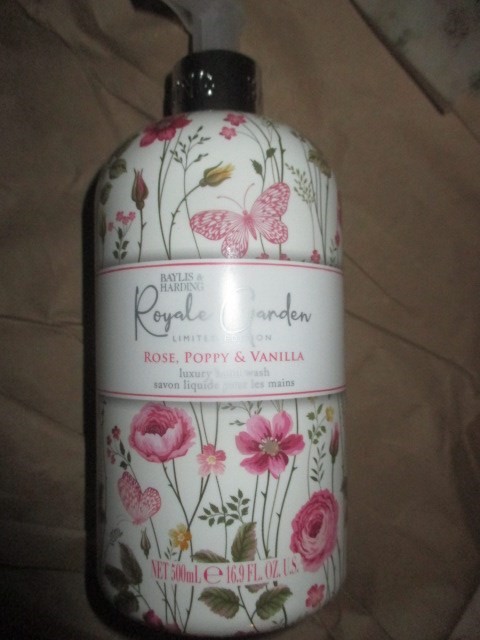 BAYLIS &
HARDING
Royale Garden
LIMITED EDITION
ROSE, POPPY & VANILLA
luxury hand wash
savon liquide pour les mains
NET 500mL ℮ 16.9 FL. OZ. U.S.